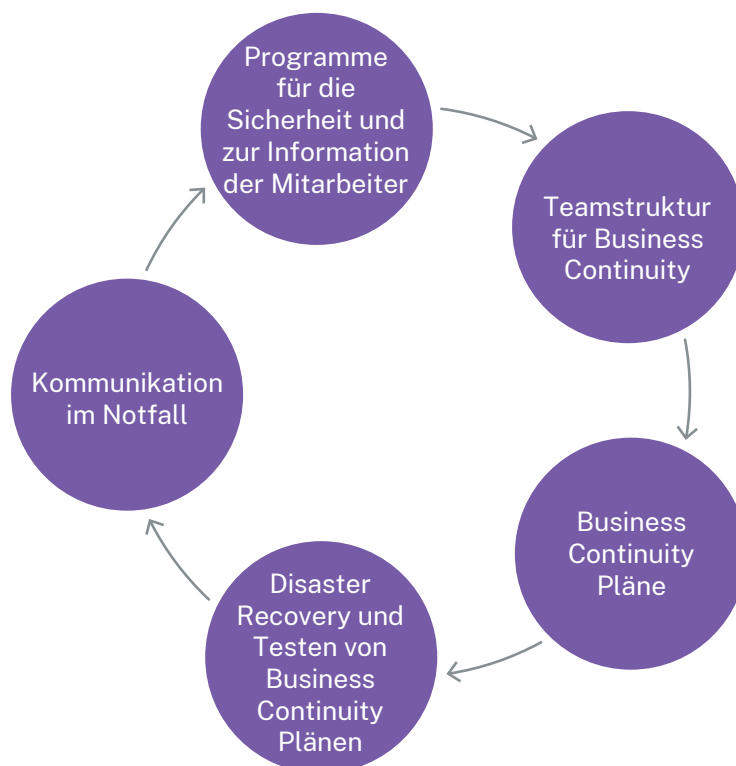 Programme
für die
Sicherheit und
zur Information
der Mitarbeiter
Teamstruktur
für Business
Continuity
Business
Continuity
Pläne
Disaster
Recovery und
Testen von
Business
Continuity
Plänen
Kommunikation
im Notfall